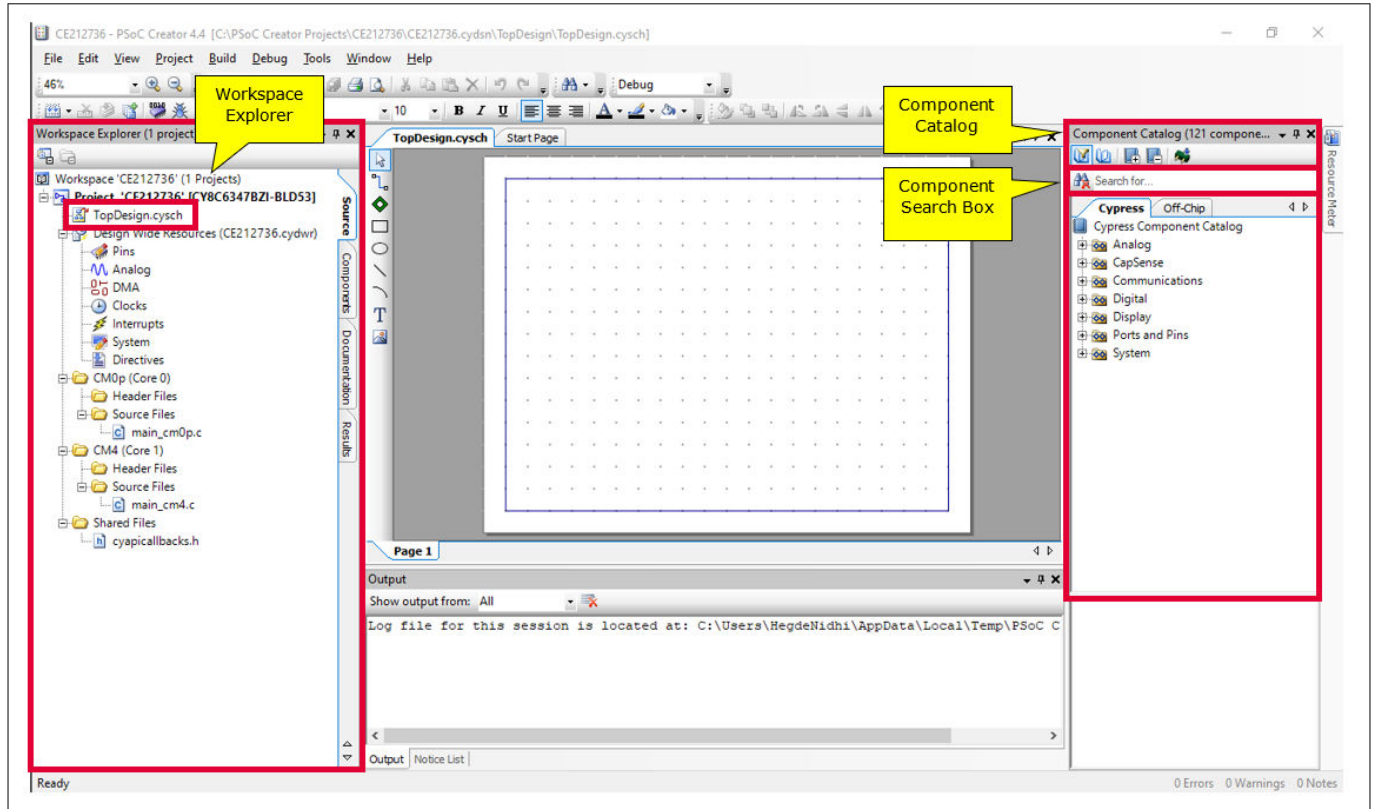 CE212736 - PSoC Creator 4.4 [C:\PSoC Creator Projects\CE212736\CE212736.cydsn\TopDesign\TopDesign.cysch]
File Edit View Project Build Debug Tools Window Help
46%
Debug
10 B I U A
Workspace Explorer
Component Catalog
Component Search Box
Workspace Explorer (1 project
Workspace 'CE212736' (1 Projects)
Project 'CE212736' [CY8C6347BZI-BLD53]
TopDesign.cysch
Design Wide Resources (CE212736.cydwr)
Pins
Analog
DMA
Clocks
Interrupts
System
Directives
CM0p (Core 0)
Header Files
Source Files
main_cm0p.c
CM4 (Core 1)
Header Files
Source Files
main_cm4.c
Shared Files
cyapicallbacks.h
Source
Components
Documentation
Results
TopDesign.cysch Start Page
T
Page 1
Output
Show output from: All
Log file for this session is located at: C:\Users\HegdeNidhi\AppData\Local\Temp\PSoC C
Output Notice List
Component Catalog (121 compone...
Search for...
Cypress Off-Chip
Cypress Component Catalog
Analog
CapSense
Communications
Digital
Display
Ports and Pins
System
Resource Meter
Ready
0 Errors 0 Warnings 0 Notes